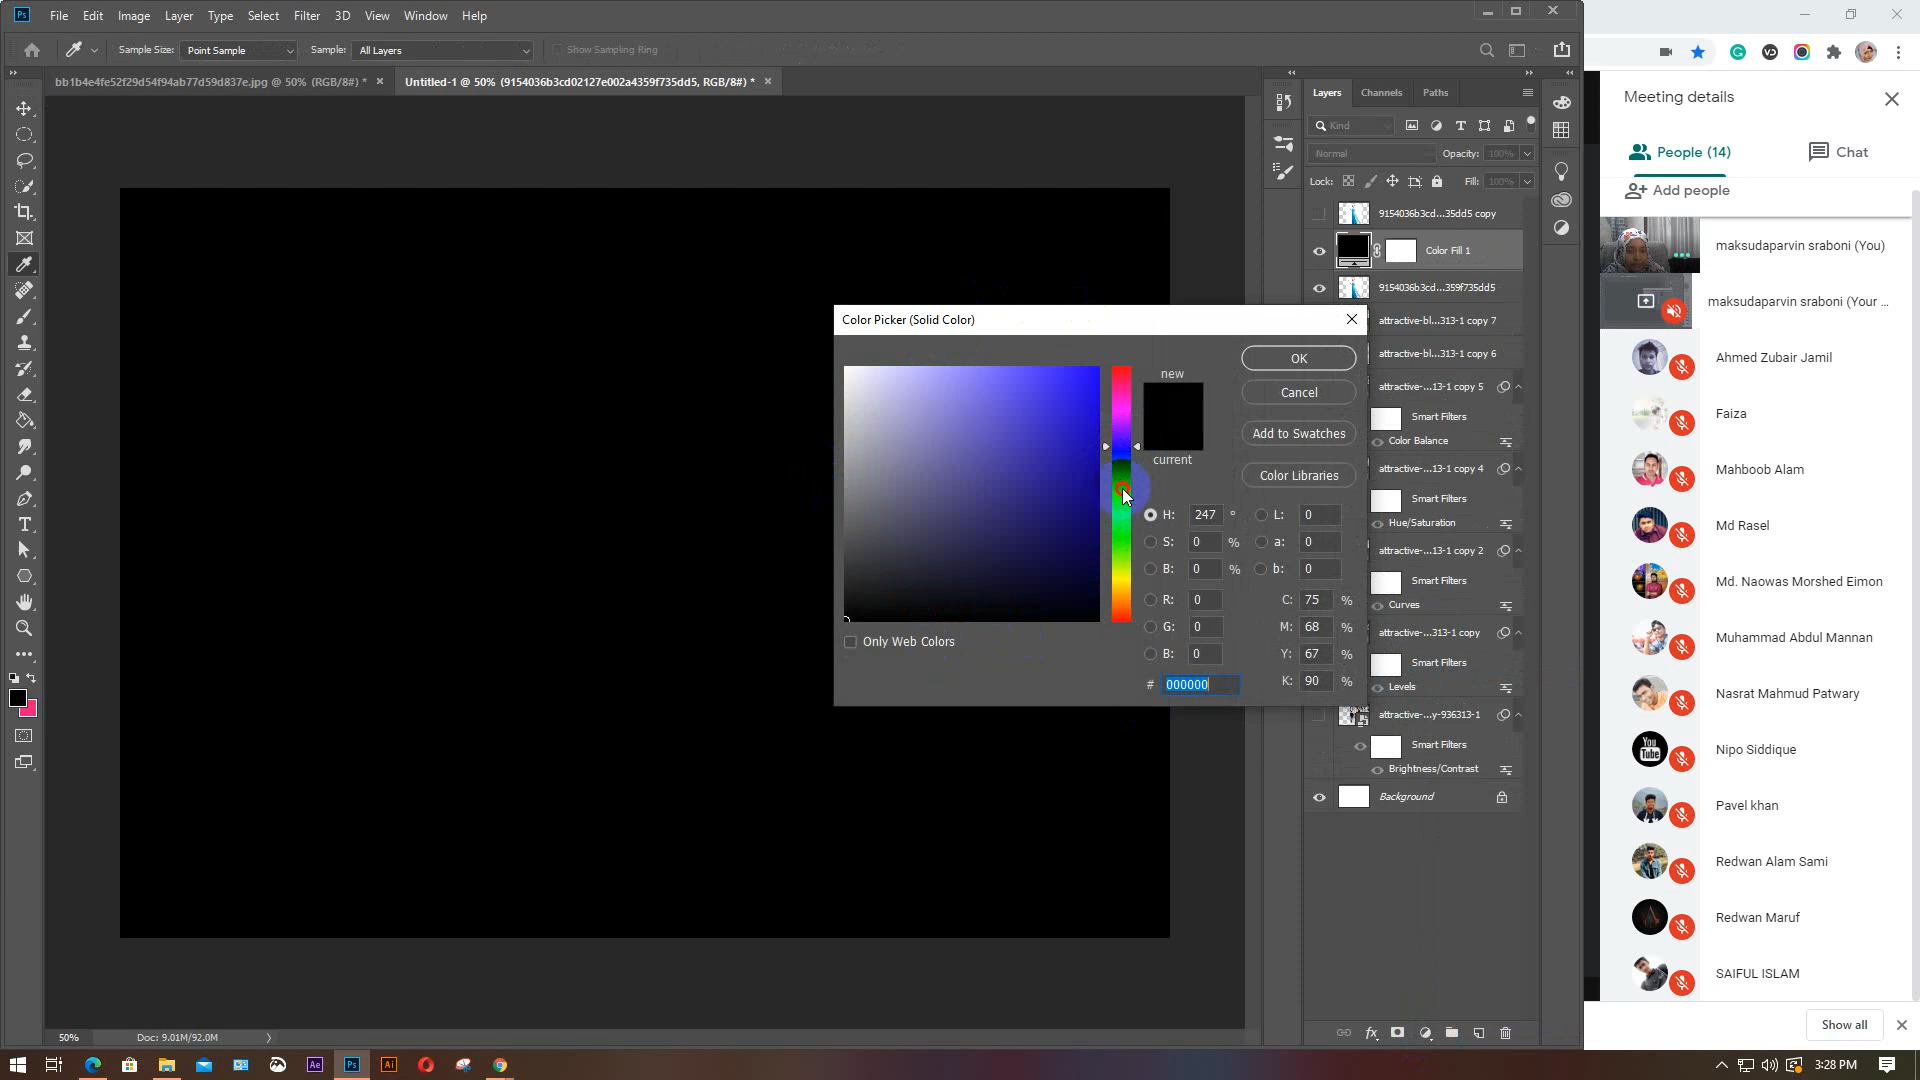 Ps File Edit Image Layer Type Select Filter 3D View Window Help
Sample Size: Point Sample Sample: All Layers Show Sampling Ring
bb1b4e4fe52f29d54f94ab77d59d837e.jpg @ 50% (RGB/8#) *
Untitled-1 @ 50% (9154036b3cd02127e002a4359f735dd5, RGB/8#) *
Layers Channels Paths
Kind
Normal Opacity: 100%
Lock: Fill: 100%
9154036b3cd...35dd5 copy
Color Fill 1
9154036b3cd...359f735dd5
attractive-bl...313-1 copy 7
attractive-bl...313-1 copy 6
attractive-...13-1 copy 5
Smart Filters
Color Balance
attractive-...13-1 copy 4
Smart Filters
Hue/Saturation
attractive-...13-1 copy 2
Smart Filters
Curves
attractive-...313-1 copy
Smart Filters
Levels
attractive-...y-936313-1
Smart Filters
Brightness/Contrast
Background
Color Picker (Solid Color)
new
current
OK
Cancel
Add to Swatches
Color Libraries
H: 247 ° L: 0
S: 0 % a: 0
B: 0 % b: 0
R: 0 C: 75 %
G: 0 M: 68 %
B: 0 Y: 67 %
# 000000 K: 90 %
Only Web Colors
50% Doc: 9.01M/92.0M
Meeting details
People (14) Chat
Add people
maksudaparvin sraboni (You)
maksudaparvin sraboni (Your ...
Ahmed Zubair Jamil
Faiza
Mahboob Alam
Md Rasel
Md. Naowas Morshed Eimon
Muhammad Abdul Mannan
Nasrat Mahmud Patwary
You Tube
Nipo Siddique
Pavel khan
Redwan Alam Sami
Redwan Maruf
SAIFUL ISLAM
Show all
Ae Ps Ai
3:28 PM